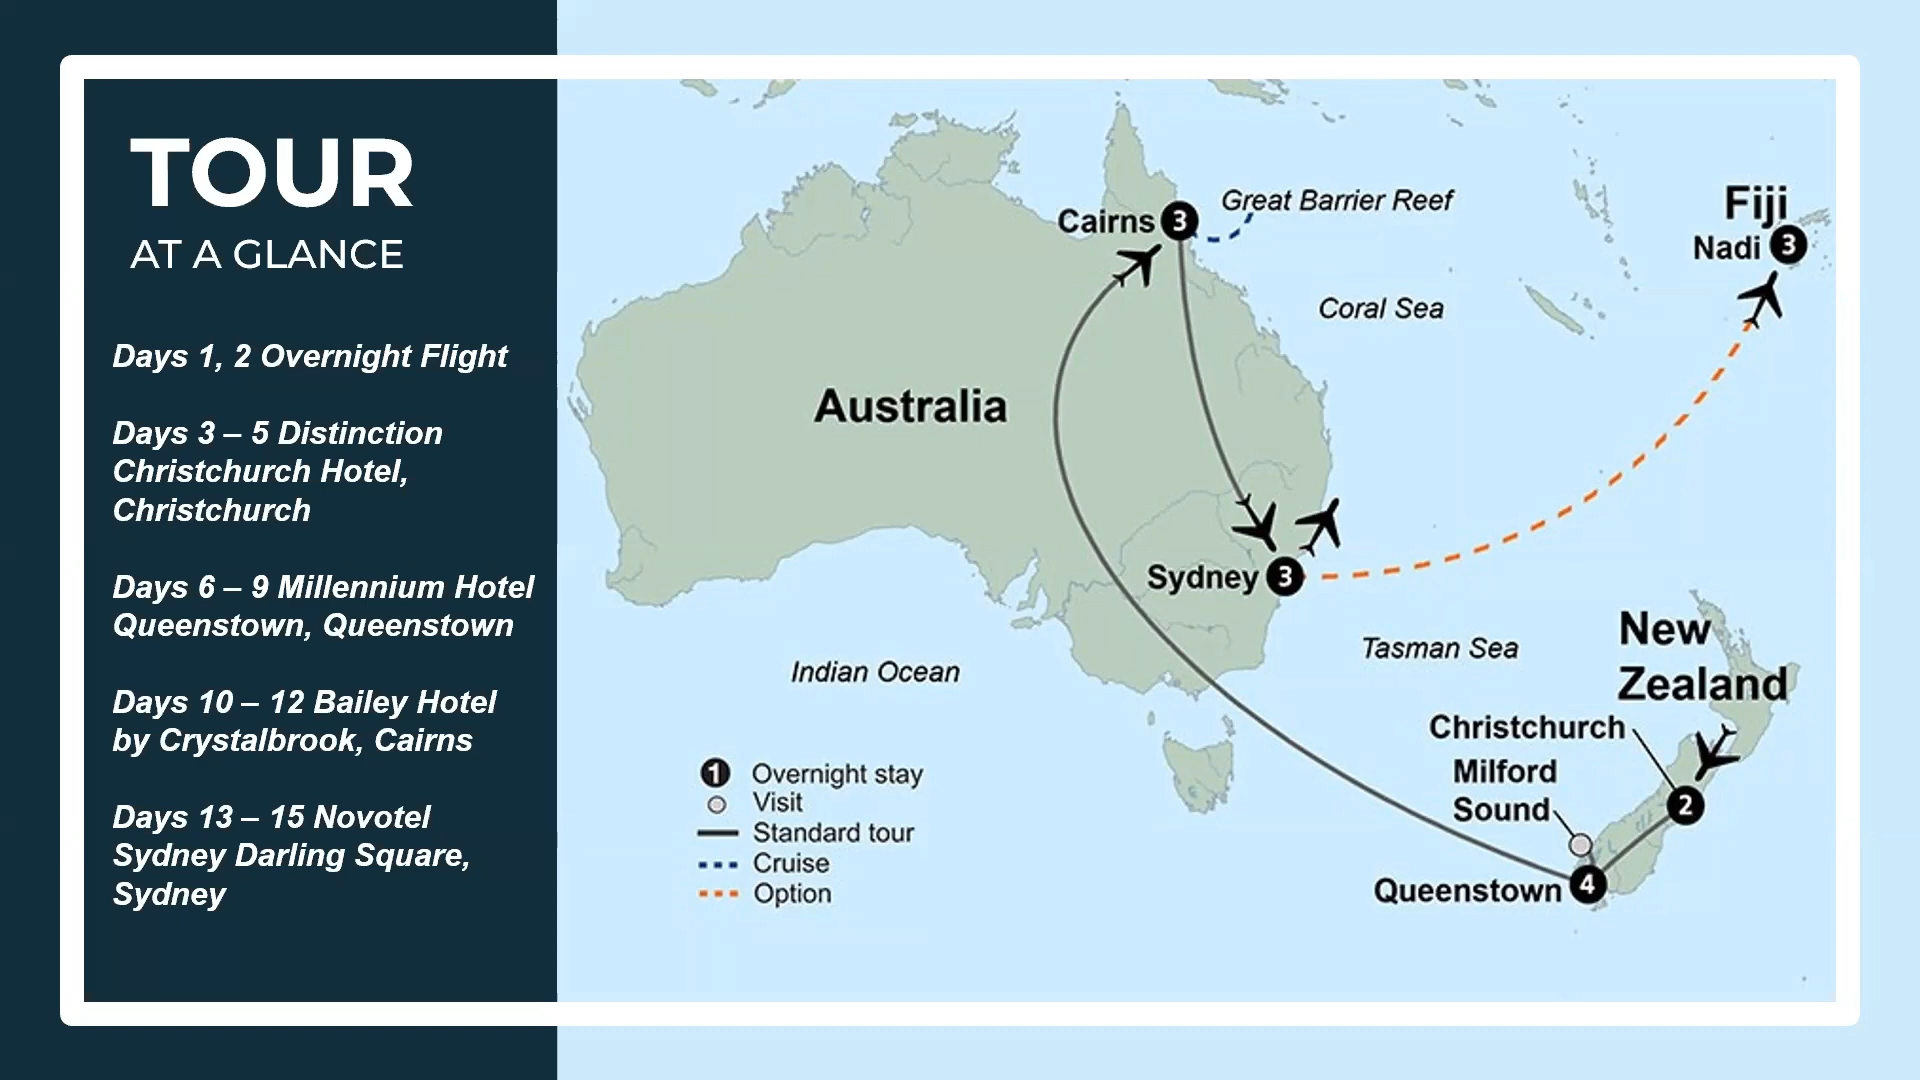 TOUR
AT A GLANCE
Days 1, 2 Overnight Flight
Days 3 – 5 Distinction
Christchurch Hotel,
Christchurch
Days 6 – 9 Millennium Hotel
Queenstown, Queenstown
Days 10 – 12 Bailey Hotel
by Crystalbrook, Cairns
Days 13 – 15 Novotel
Sydney Darling Square,
Sydney
Great Barrier Reef
Cairns 3
Fiji
Nadi 3
Coral Sea
Australia
Sydney 3
Tasman Sea
Indian Ocean
New
Zealand
Christchurch
2
Milford
Sound
Queenstown 4
1 Overnight stay
Visit
Standard tour
Cruise
Option